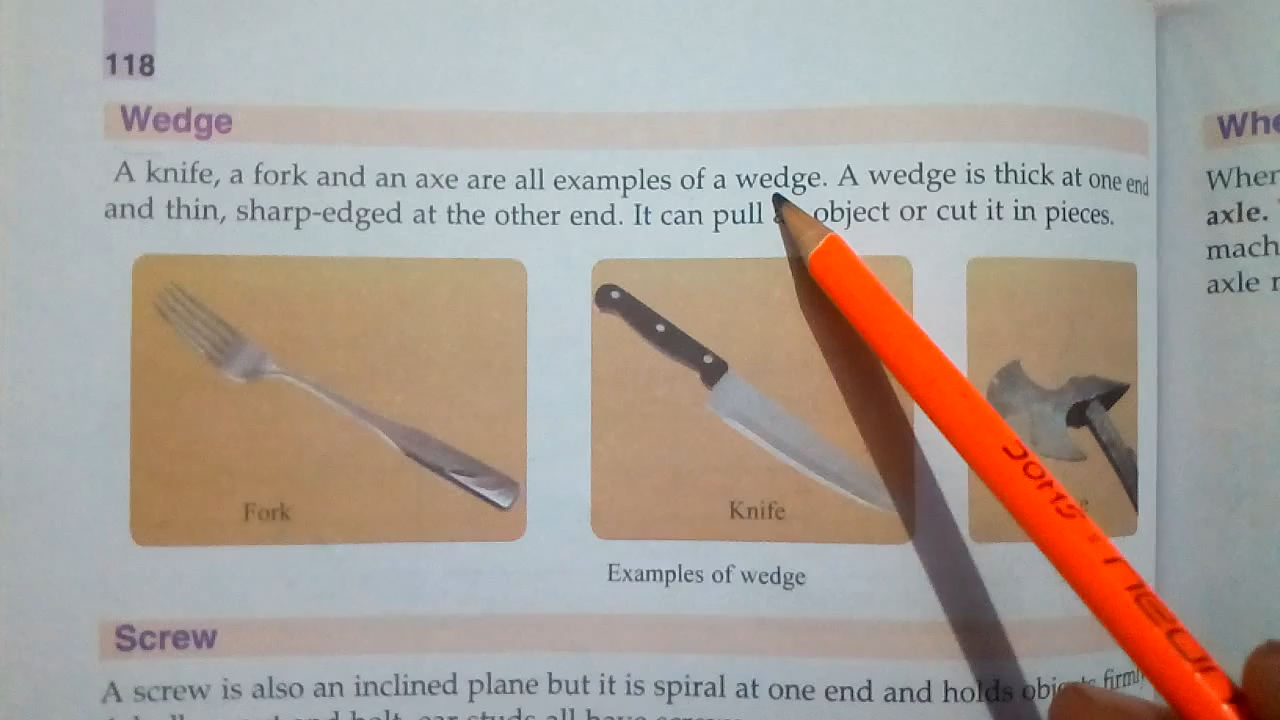 118
Wedge
A knife, a fork and an axe are all examples of a wedge. A wedge is thick at one end
and thin, sharp-edged at the other end. It can pull object or cut it in pieces.
Fork
Knife
Examples of wedge
Screw
A screw is also an inclined plane but it is spiral at one end and holds
When
axle.
axle
DOMS